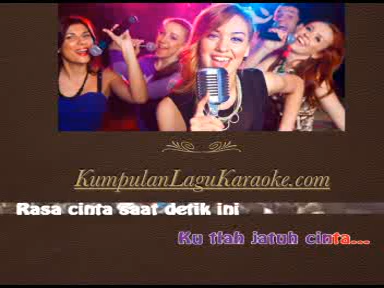 KumpulanLaguKaraoke.com
Rasa cinta saat detik ini
Ku tlah jatuh cinta...